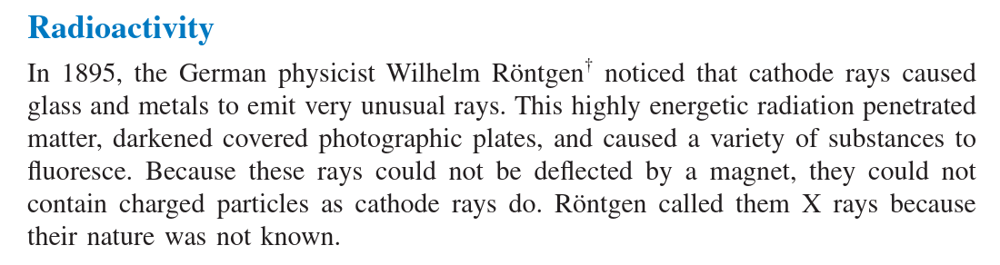 Radioactivity
In 1895, the German physicist Wilhelm Röntgen† noticed that cathode rays caused
glass and metals to emit very unusual rays. This highly energetic radiation penetrated
matter, darkened covered photographic plates, and caused a variety of substances to
fluoresce. Because these rays could not be deflected by a magnet, they could not
contain charged particles as cathode rays do. Röntgen called them X rays because
their nature was not known.